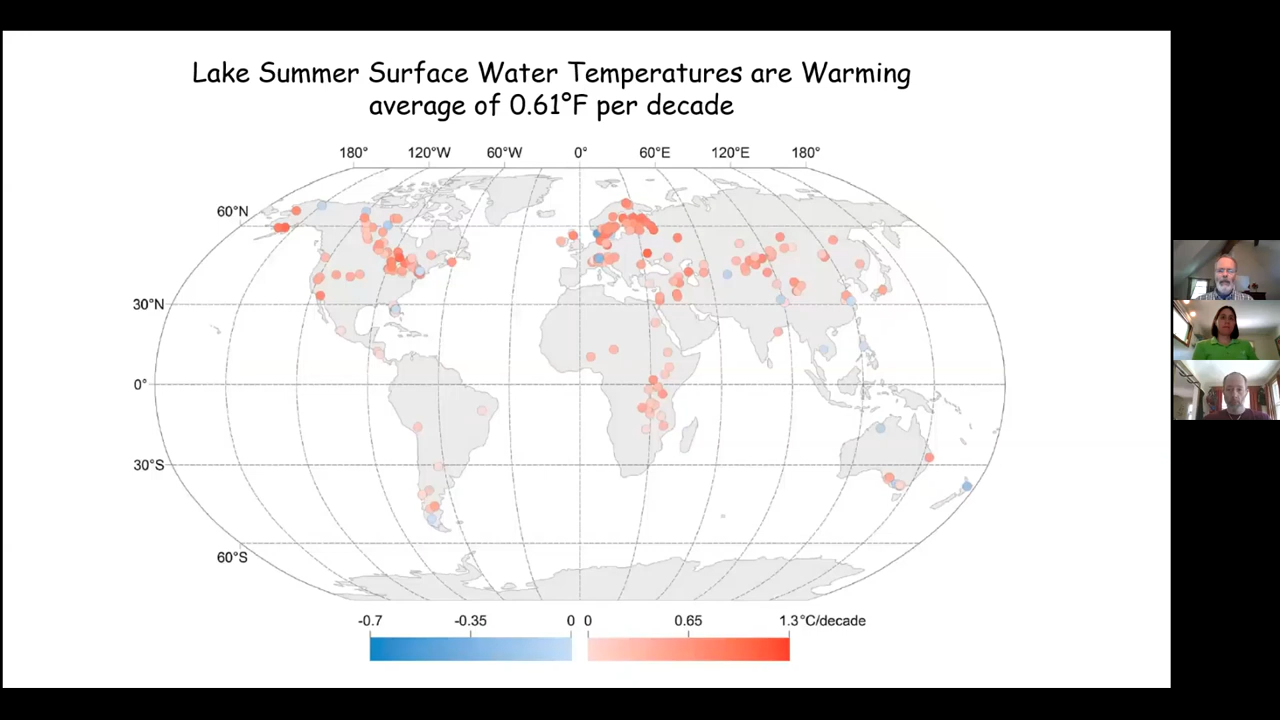 Lake Summer Surface Water Temperatures are Warming
average of 0.61°F per decade
180° 120°W 60°W 0° 60°E 120°E 180°
60°N
30°N
0°
30°S
60°S
-0.7 -0.35 0 0 0.65 1.3°C/decade